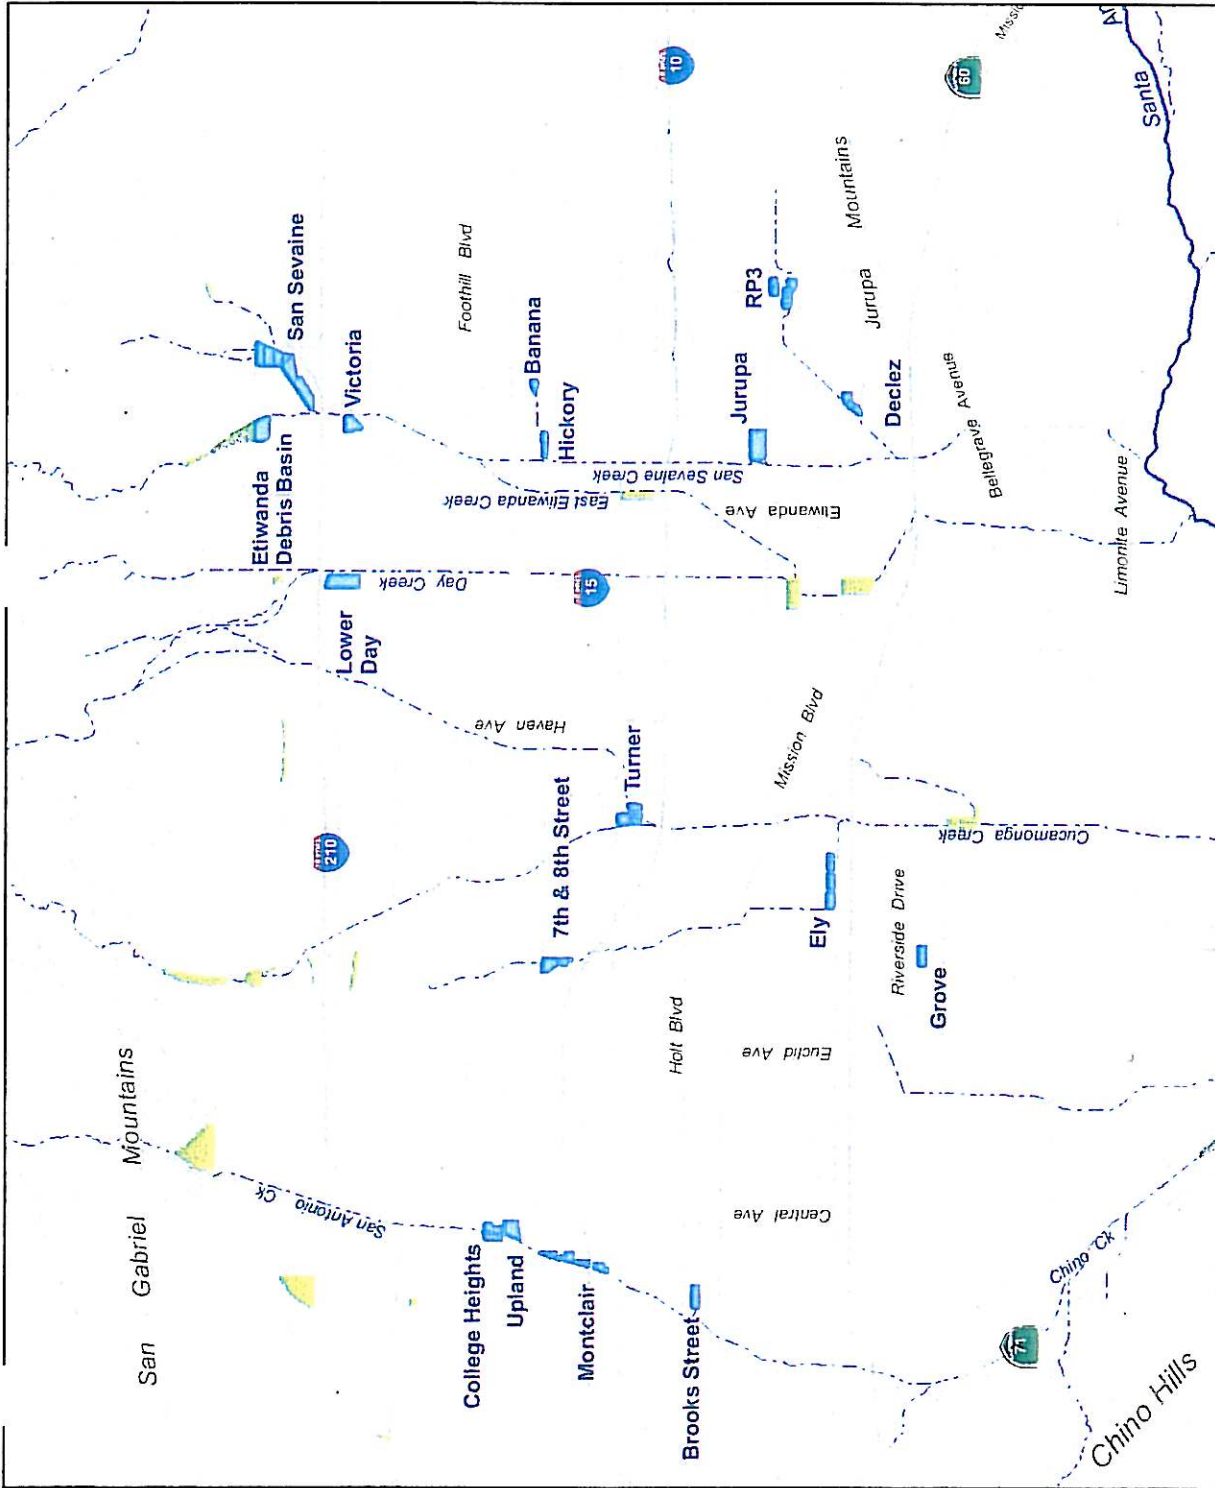 San Gabriel Mountains
San Antonio Ck
College Heights
Upland
Montclair
Brooks Street
Chino Hills
Chino Ck
71
Central Ave
Euclid Ave
Holt Blvd
Grove
Riverside Drive
Ely
7th & 8th Street
210
Turner
Haven Ave
Mission Blvd
Cucamonga Creek
Lower
Day
Day Creek
15
Etiwanda
Debris Basin
San Sevaine
Victoria
Foothill Blvd
Banana
Hickory
San Sevaine Creek
East Etiwanda Creek
Etiwanda Ave
Jurupa
RP3
Declez
Jurupa Mountains
10
60
Bellegrave Avenue
Limonite Avenue
Santa